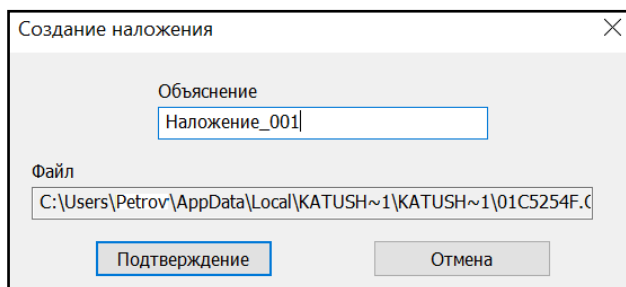 Создание наложения
Объяснение
Наложение_001
Файл
C:\Users\Petrov\AppData\Local\KATUSH~1\KATUSH~1\01C5254F.
Подтверждение Отмена